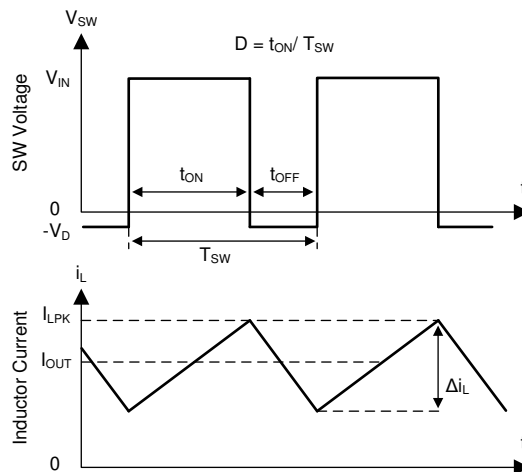 V_SW
D = t_ON/ T_SW
V_IN
SW Voltage
t_ON
t_OFF
t
0
-V_D
T_SW
i_L
I_LPK
I_OUT
Inductor Current
Δi_L
0
t